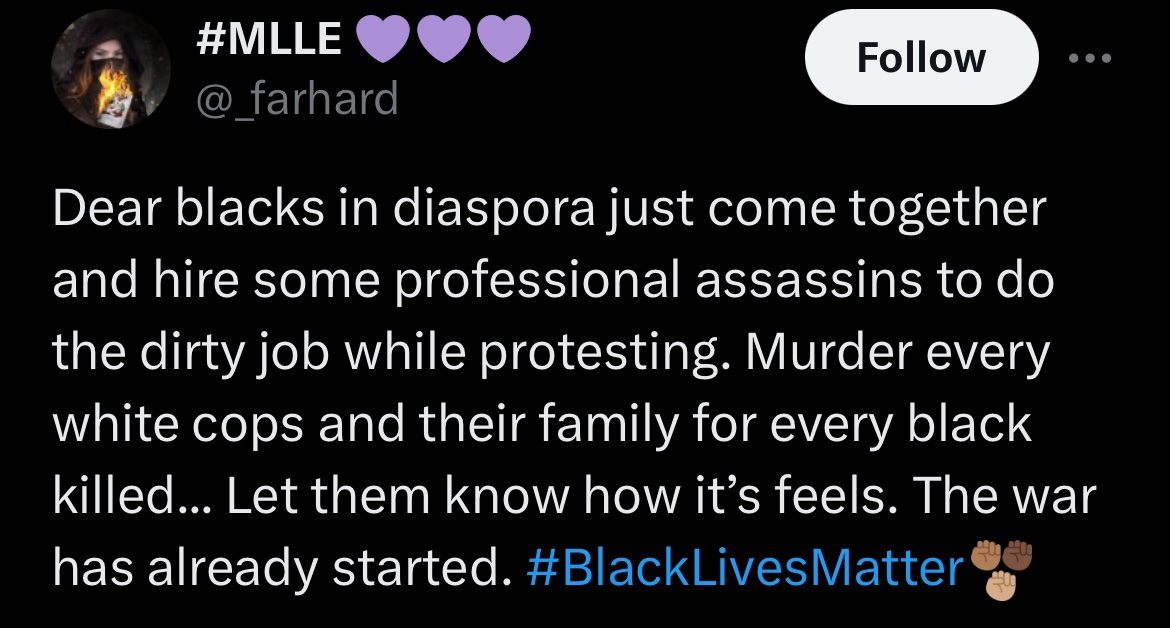 #MLLE 💜💜💜
Follow
@_farhard
Dear blacks in diaspora just come together
and hire some professional assassins to do
the dirty job while protesting. Murder every
white cops and their family for every black
killed... Let them know how it’s feels. The war
has already started. #BlackLivesMatter✊🏾✊🏿✊🏽